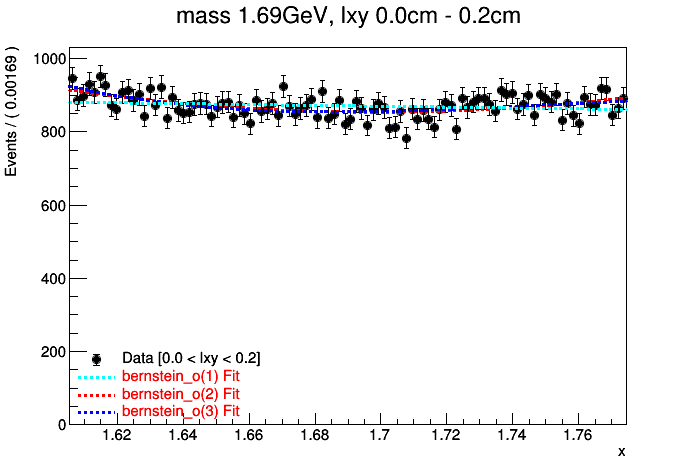 mass 1.69GeV, lxy 0.0cm - 0.2cm
Events / ( 0.00169 )
1000
800
600
400
200
0
Data [0.0 < lxy < 0.2]
bernstein_o(1) Fit
bernstein_o(2) Fit
bernstein_o(3) Fit
1.62 1.64 1.66 1.68 1.7 1.72 1.74 1.76
x